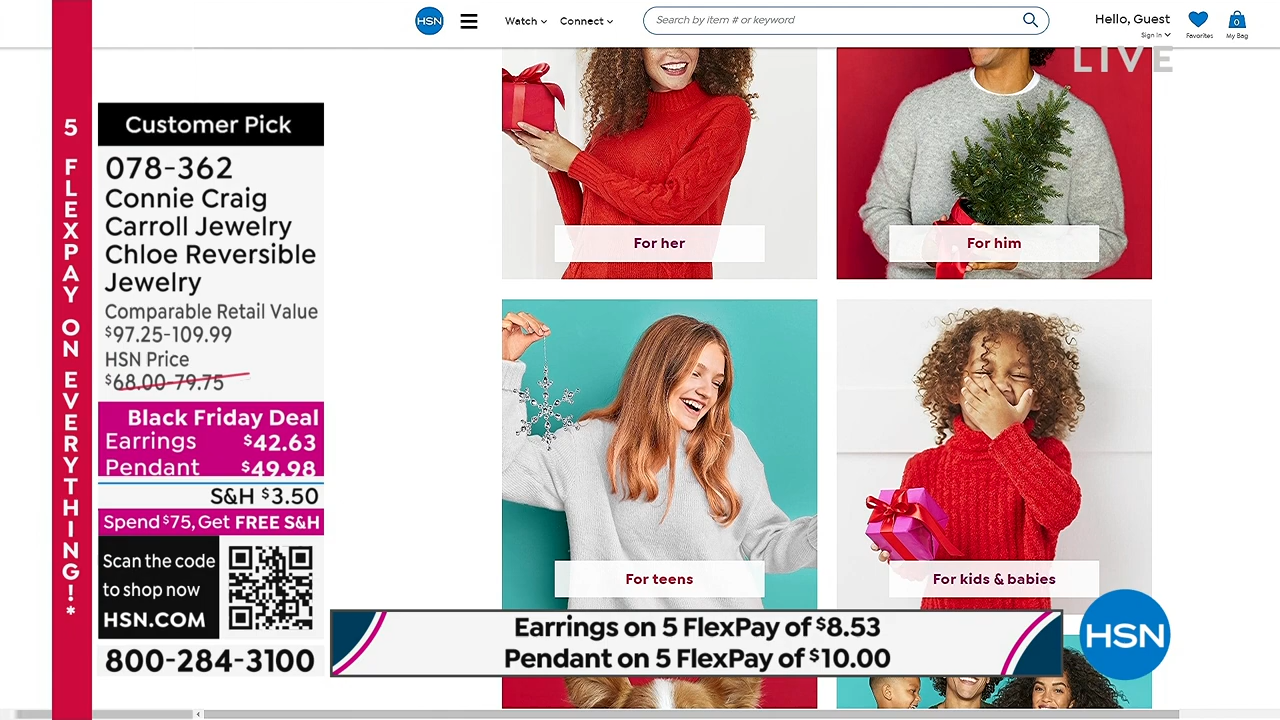 HSN
Watch
Connect
Search by item # or keyword
Hello, Guest
Sign In
Favorites
0
My Bag
LIVE
5 FLEXPAY ON EVERYTHING!*
Customer Pick
078-362
Connie Craig
Carroll Jewelry
Chloe Reversible
Jewelry
Comparable Retail Value
$97.25-109.99
HSN Price
$68.00-79.75
Black Friday Deal
Earrings $42.63
Pendant $49.98
S&H $3.50
Spend $75, Get FREE S&H
Scan the code
to shop now
HSN.COM
800-284-3100
For her
For him
For teens
For kids & babies
Earrings on 5 FlexPay of $8.53
Pendant on 5 FlexPay of $10.00
HSN